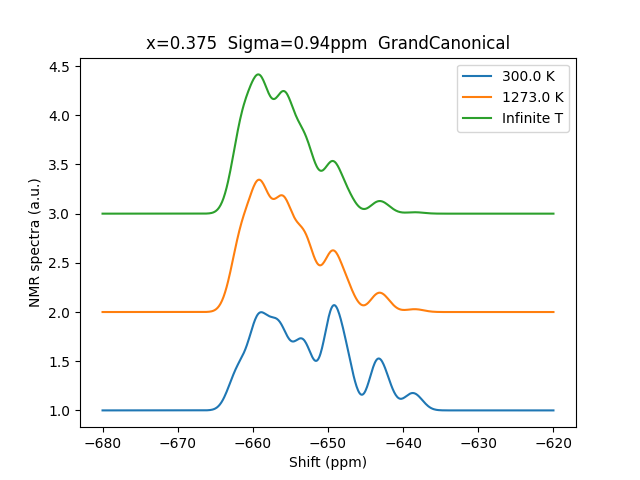 x=0.375  Sigma=0.94ppm  GrandCanonical
NMR spectra (a.u.)
4.5
4.0
3.5
3.0
2.5
2.0
1.5
1.0
300.0 K
1273.0 K
Infinite T
−680 −670 −660 −650 −640 −630 −620
Shift (ppm)